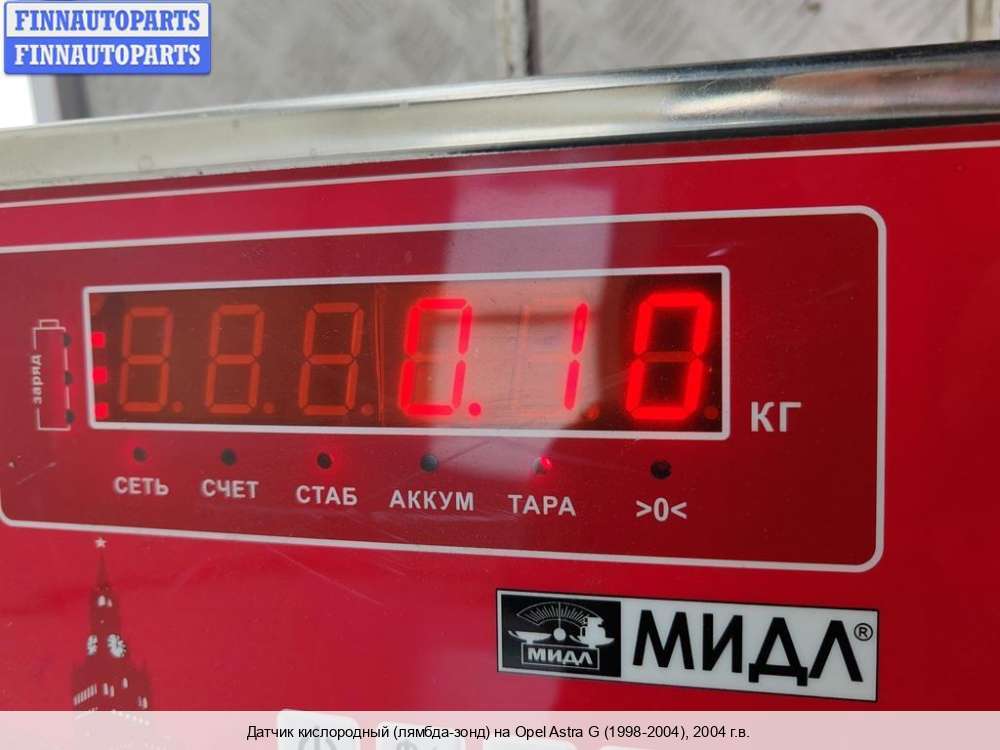 FINNAUTOPARTS
FINNAUTOPARTS
заряд
0.10
КГ
СЕТЬ СЧЕТ СТАБ АККУМ ТАРА >0<
МИДЛ
МИДЛ®
Датчик кислородный (лямбда-зонд) на Opel Astra G (1998-2004), 2004 г.в.